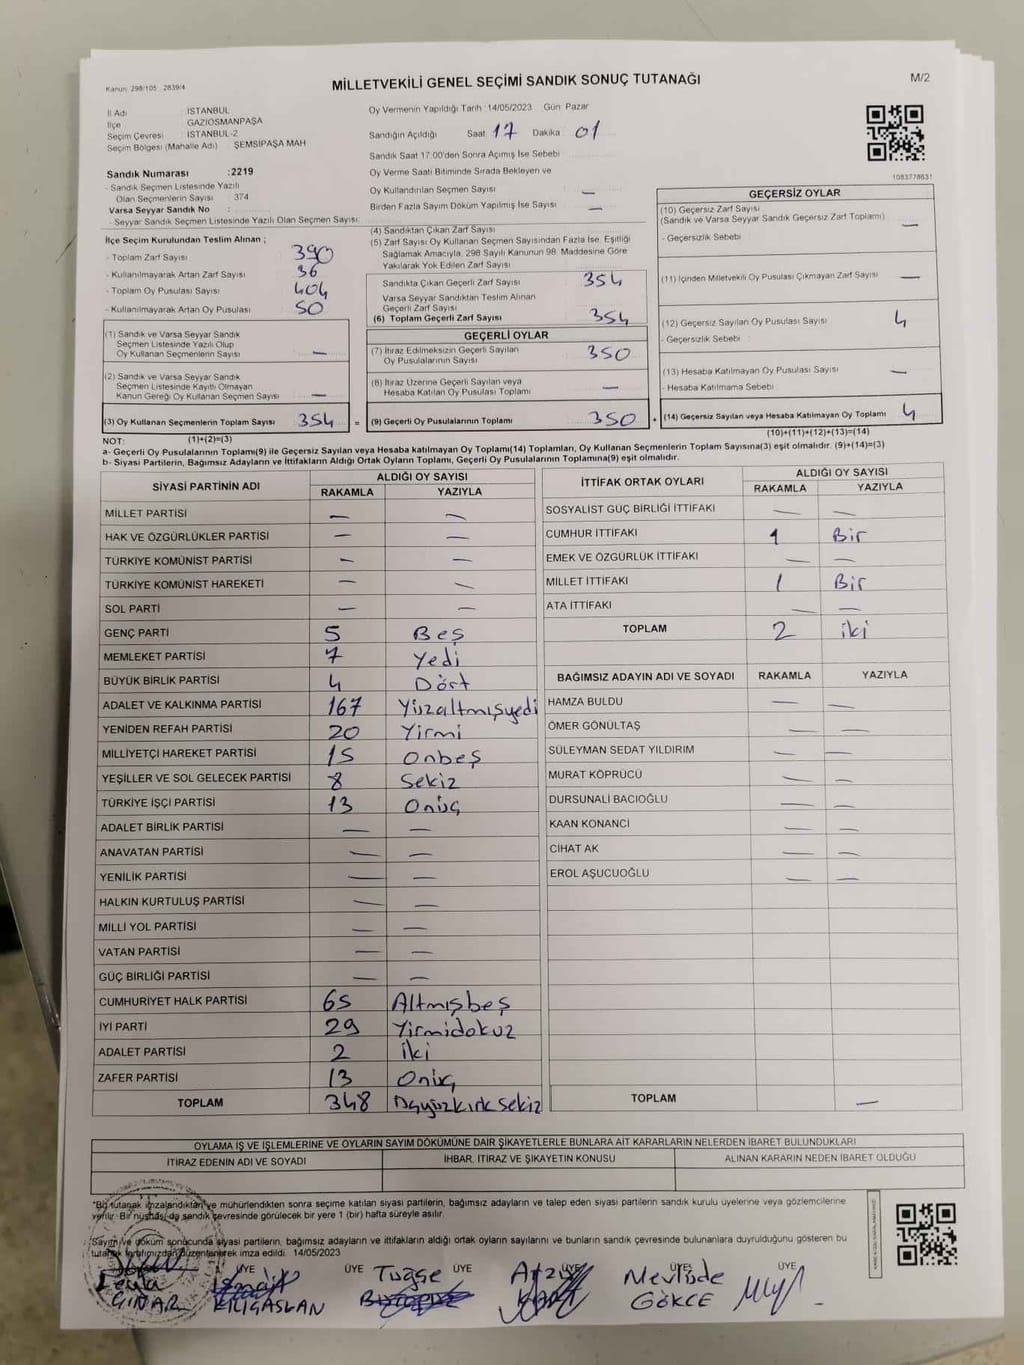 Kanun: 298/105 2839/4
MİLLETVEKİLİ GENEL SEÇİMİ SANDIK SONUÇ TUTANAĞI
M/2
İl Adı İSTANBUL
İlçe GAZİOSMANPAŞA
Seçim Çevresi İSTANBUL-2
Seçim Bölgesi (Mahalle Adı) ŞEMSİPAŞA MAH
Oy Vermenin Yapıldığı Tarih 14/05/2023 Gün Pazar
Sandığın Açıldığı Saat 17 Dakika 01
Sandık Saat 17:00'den Sonra Açılmış İse Sebebi
Oy Verme Saati Bitiminde Sırada Bekleyen ve
Oy Kullandırılan Seçmen Sayısı —
Birden Fazla Sayım Döküm Yapılmış İse Sayısı —
1083778631
Sandık Numarası :2219
- Sandık Seçmen Listesinde Yazılı
Olan Seçmenlerin Sayısı 374
Varsa Seyyar Sandık No
- Seyyar Sandık Seçmen Listesinde Yazılı Olan Seçmen Sayısı:
İlçe Seçim Kurulundan Teslim Alınan ;
- Toplam Zarf Sayısı 390
- Kullanılmayarak Artan Zarf Sayısı 36
- Toplam Oy Pusulası Sayısı 404
- Kullanılmayarak Artan Oy Pusulası 50
(1) Sandık ve Varsa Seyyar Sandık
Seçmen Listesinde Yazılı Olup
Oy Kullanan Seçmenlerin Sayısı —
(2) Sandık ve Varsa Seyyar Sandık
Seçmen Listesinde Kayıtlı Olmayan
Kanun Gereği Oy Kullanan Seçmen Sayısı —
(3) Oy Kullanan Seçmenlerin Toplam Sayısı 354 =
(4) Sandıktan Çıkan Zarf Sayısı
(5) Zarf Sayısı Oy Kullanan Seçmen Sayısından Fazla İse, Eşitliği
Sağlamak Amacıyla, 298 Sayılı Kanunun 98. Maddesine Göre
Yakılarak Yok Edilen Zarf Sayısı
Sandıkta Çıkan Geçerli Zarf Sayısı 354
Varsa Seyyar Sandıktan Teslim Alınan
Geçerli Zarf Sayısı
(6) Toplam Geçerli Zarf Sayısı 354
GEÇERLİ OYLAR
(7) İtiraz Edilmeksizin Geçerli Sayılan
Oy Pusulalarının Sayısı 350
(8) İtiraz Üzerine Geçerli Sayılan veya
Hesaba Katılan Oy Pusulası Toplamı —
(9) Geçerli Oy Pusulalarının Toplamı 350 +
GEÇERSİZ OYLAR
(10) Geçersiz Zarf Sayısı
(Sandık ve Varsa Seyyar Sandık Geçersiz Zarf Toplamı) —
- Geçersizlik Sebebi
(11) İçinden Milletvekili Oy Pusulası Çıkmayan Zarf Sayısı —
(12) Geçersiz Sayılan Oy Pusulası Sayısı 4
- Geçersizlik Sebebi
(13) Hesaba Katılmayan Oy Pusulası Sayısı —
- Hesaba Katılmama Sebebi
(14) Geçersiz Sayılan veya Hesaba Katılmayan Oy Toplamı 4
NOT: (1)+(2)=(3) (10)+(11)+(12)+(13)=(14)
a- Geçerli Oy Pusulalarının Toplamı(9) ile Geçersiz Sayılan veya Hesaba katılmayan Oy Toplamı(14) Toplamları, Oy Kullanan Seçmenlerin Toplam Sayısına(3) eşit olmalıdır. (9)+(14)=(3)
b- Siyasi Partilerin, Bağımsız Adayların ve İttifakların Aldığı Ortak Oyların Toplamı, Geçerli Oy Pusulalarının Toplamına(9) eşit olmalıdır.
SİYASİ PARTİNİN ADI ALDIĞI OY SAYISI
RAKAMLA YAZIYLA
MİLLET PARTİSİ — —
HAK VE ÖZGÜRLÜKLER PARTİSİ — —
TÜRKİYE KOMÜNİST PARTİSİ — —
TÜRKİYE KOMÜNİST HAREKETİ — —
SOL PARTİ — —
GENÇ PARTİ 5 Beş
MEMLEKET PARTİSİ 7 Yedi
BÜYÜK BİRLİK PARTİSİ 4 Dört
ADALET VE KALKINMA PARTİSİ 167 Yüzaltmışyedi
YENİDEN REFAH PARTİSİ 20 Yirmi
MİLLİYETÇİ HAREKET PARTİSİ 15 Onbeş
YEŞİLLER VE SOL GELECEK PARTİSİ 8 Sekiz
TÜRKİYE İŞÇİ PARTİSİ 13 Onüç
ADALET BİRLİK PARTİSİ — —
ANAVATAN PARTİSİ — —
YENİLİK PARTİSİ — —
HALKIN KURTULUŞ PARTİSİ — —
MİLLİ YOL PARTİSİ — —
VATAN PARTİSİ — —
GÜÇ BİRLİĞİ PARTİSİ — —
CUMHURİYET HALK PARTİSİ 65 Altmışbeş
İYİ PARTİ 29 Yirmidokuz
ADALET PARTİSİ 2 İki
ZAFER PARTİSİ 13 Onüç
TOPLAM 348
İTTİFAK ORTAK OYLARI ALDIĞI OY SAYISI
RAKAMLA YAZIYLA
SOSYALİST GÜÇ BİRLİĞİ İTTİFAKI — —
CUMHUR İTTİFAKI 1 Bir
EMEK VE ÖZGÜRLÜK İTTİFAKI — —
MİLLET İTTİFAKI 1 Bir
ATA İTTİFAKI — —
TOPLAM 2 iki
BAĞIMSIZ ADAYIN ADI VE SOYADI RAKAMLA YAZIYLA
HAMZA BULDU — —
ÖMER GÖNÜLTAŞ — —
SÜLEYMAN SEDAT YILDIRIM — —
MURAT KÖPRÜCÜ — —
DURSUNALİ BACIOĞLU — —
KAAN KONANCI — —
CİHAT AK — —
EROL AŞUCUOĞLU — —
TOPLAM —
OYLAMA İŞ VE İŞLEMLERİNE VE OYLARIN SAYIM DÖKÜMÜNE DAİR ŞİKAYETLERLE BUNLARA AİT KARARLARIN NELERDEN İBARET BULUNDUKLARI
İTİRAZ EDENİN ADI VE SOYADI İHBAR, İTİRAZ VE ŞİKAYETİN KONUSU ALINAN KARARIN NEDEN İBARET OLDUĞU
*Bu tutanak imzalandıktan ve mühürlendikten sonra seçime katılan siyasi partilerin, bağımsız adayların ve talep eden siyasi partilerin sandık kurulu üyelerine veya gözlemcilerine
verilir. Bir nüshası da sandık çevresinde görülecek bir yere 1 (bir) hafta süreyle asılır.
Sayım ve döküm sonucunda siyasi partilerin, bağımsız adayların ve ittifakların aldığı ortak oyların sayılarını ve bunların sandık çevresinde bulunanlara duyrulduğunu gösteren bu
tutanak tarafımızdan düzenlenerek imza edildi. 14/05/2023
ÜYE ÜYE ÜYE ÜYE ÜYE ÜYE
Leyla ÇINAR
KILIÇASLAN
Tuğçe
Arzu
Mevlüde GÖKCE